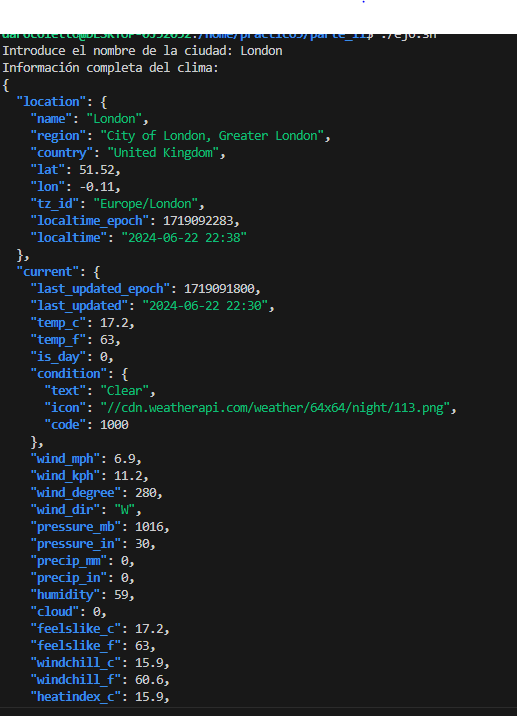 Introduce el nombre de la ciudad: London
Información completa del clima:
{
"location": {
"name": "London",
"region": "City of London, Greater London",
"country": "United Kingdom",
"lat": 51.52,
"lon": -0.11,
"tz_id": "Europe/London",
"localtime_epoch": 1719092283,
"localtime": "2024-06-22 22:38"
},
"current": {
"last_updated_epoch": 1719091800,
"last_updated": "2024-06-22 22:30",
"temp_c": 17.2,
"temp_f": 63,
"is_day": 0,
"condition": {
"text": "Clear",
"icon": "//cdn.weatherapi.com/weather/64x64/night/113.png",
"code": 1000
},
"wind_mph": 6.9,
"wind_kph": 11.2,
"wind_degree": 280,
"wind_dir": "W",
"pressure_mb": 1016,
"pressure_in": 30,
"precip_mm": 0,
"precip_in": 0,
"humidity": 59,
"cloud": 0,
"feelslike_c": 17.2,
"feelslike_f": 63,
"windchill_c": 15.9,
"windchill_f": 60.6,
"heatindex_c": 15.9,